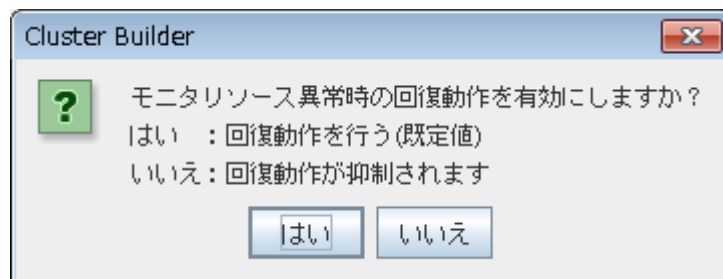 Cluster Builder
モニタリソース異常時の回復動作を有効にしますか？
はい　：回復動作を行う(既定値)
いいえ：回復動作が抑制されます
はい　いいえ